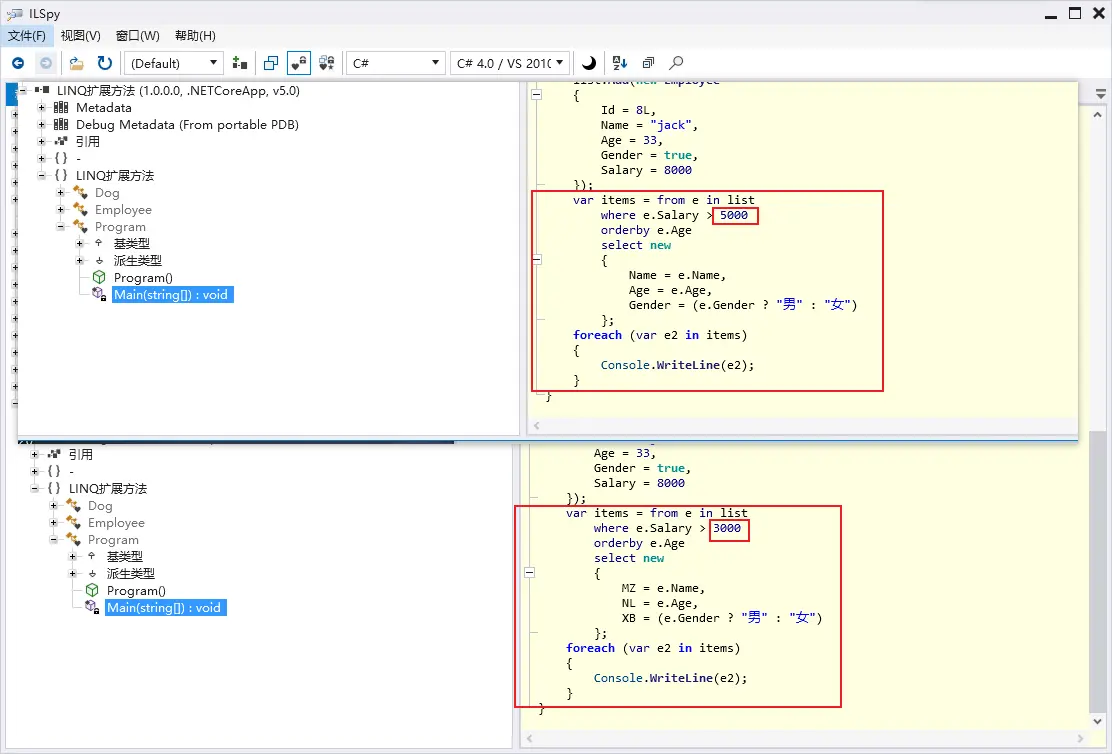 ILSpy
文件(F) 视图(V) 窗口(W) 帮助(H)
(Default) C# C# 4.0 / VS 201
LINQ扩展方法 (1.0.0.0, .NETCoreApp, v5.0)
Metadata
Debug Metadata (From portable PDB)
引用
{ } -
{ } LINQ扩展方法
Dog
Employee
Program
基类型
派生类型
Program()
Main(string[]) : void
list.Add(new Employee
{
Id = 8L,
Name = "jack",
Age = 33,
Gender = true,
Salary = 8000
});
var items = from e in list
where e.Salary > 5000
orderby e.Age
select new
{
Name = e.Name,
Age = e.Age,
Gender = (e.Gender ? "男" : "女")
};
foreach (var e2 in items)
{
Console.WriteLine(e2);
}
}
引用
{ } -
{ } LINQ扩展方法
Dog
Employee
Program
基类型
派生类型
Program()
Main(string[]) : void
Age = 33,
Gender = true,
Salary = 8000
});
var items = from e in list
where e.Salary > 3000
orderby e.Age
select new
{
MZ = e.Name,
NL = e.Age,
XB = (e.Gender ? "男" : "女")
};
foreach (var e2 in items)
{
Console.WriteLine(e2);
}
}